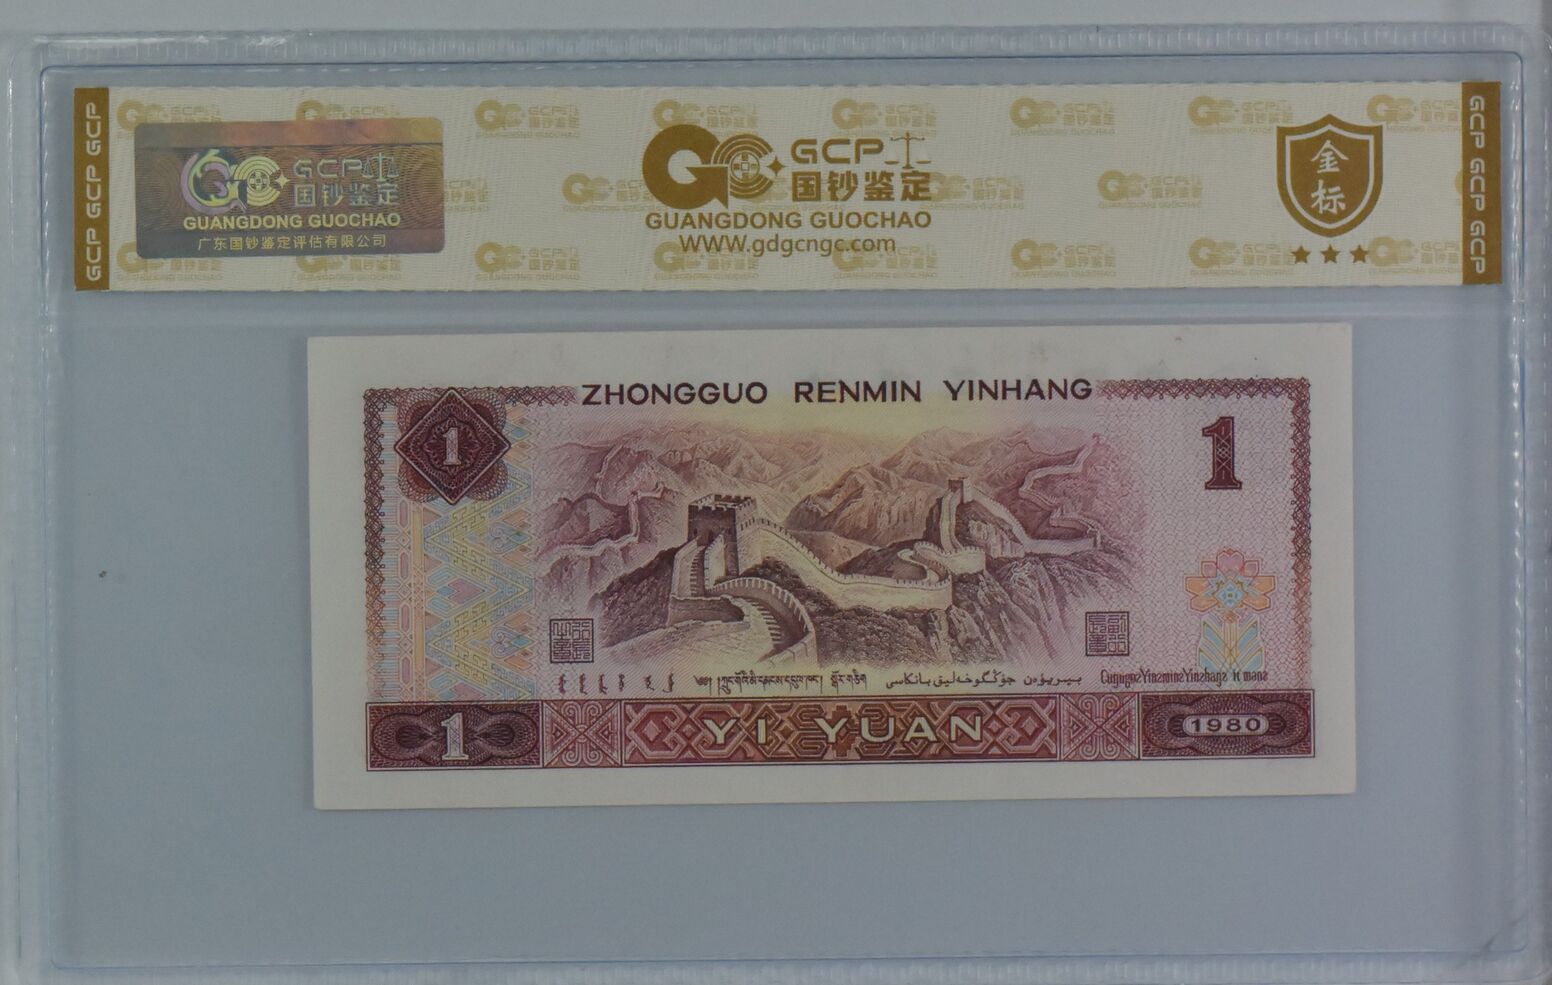 GCP GCP GCP
GCP
国钞鉴定
GUANGDONG GUOCHAO
广东国钞鉴定评估有限公司
GCP
国钞鉴定
GUANGDONG GUOCHAO
WWW.gdgcngc.com
金标
GCP GCP GCP
ZHONGGUO RENMIN YINHANG
1
1
1
YI YUAN
1980